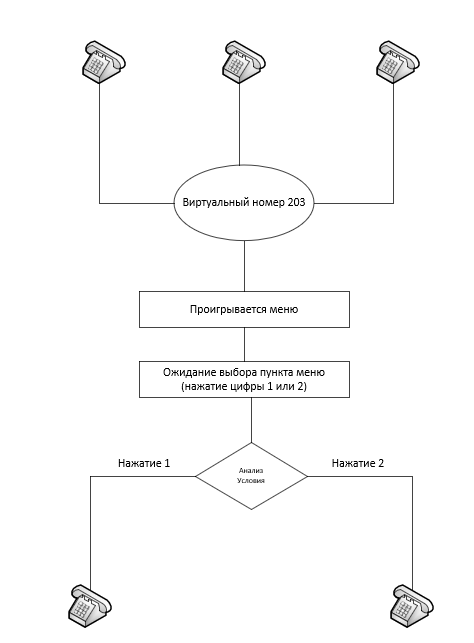 Виртуальный номер 203
Проигрывается меню
Ожидание выбора пункта меню
(нажатие цифры 1 или 2)
Нажатие 1
Нажатие 2
Анализ
Условия